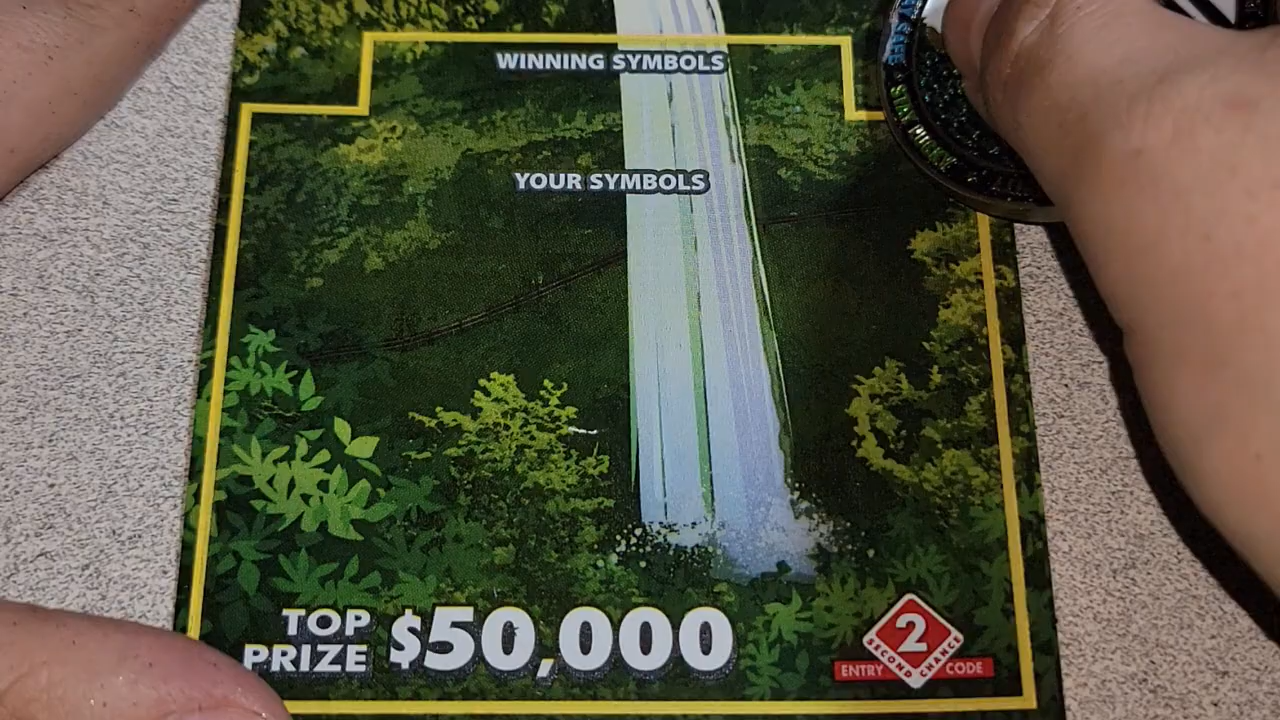 WINNING SYMBOLS
YOUR SYMBOLS
TOP
PRIZE $50,000
2
SECOND CHANCE
ENTRY CODE